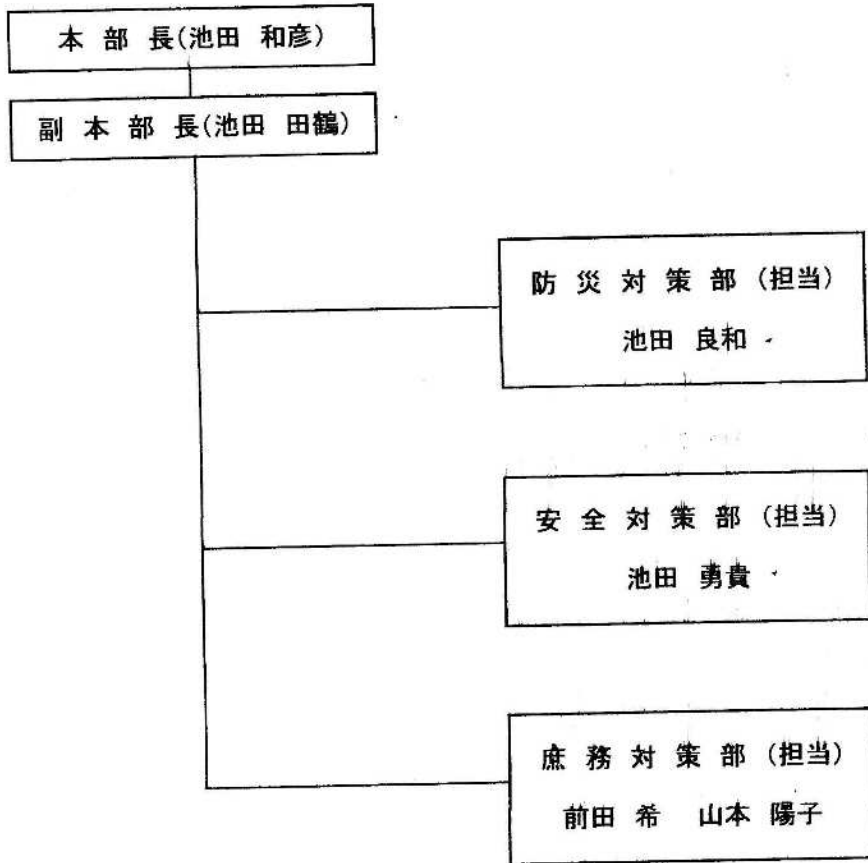 本 部 長(池田 和彦)
副 本 部 長(池田 田鶴)
防 災 対 策 部 (担当)
池田 良和
安 全 対 策 部 (担当)
池田 勇貴
庶 務 対 策 部 (担当)
前田 希 山本 陽子